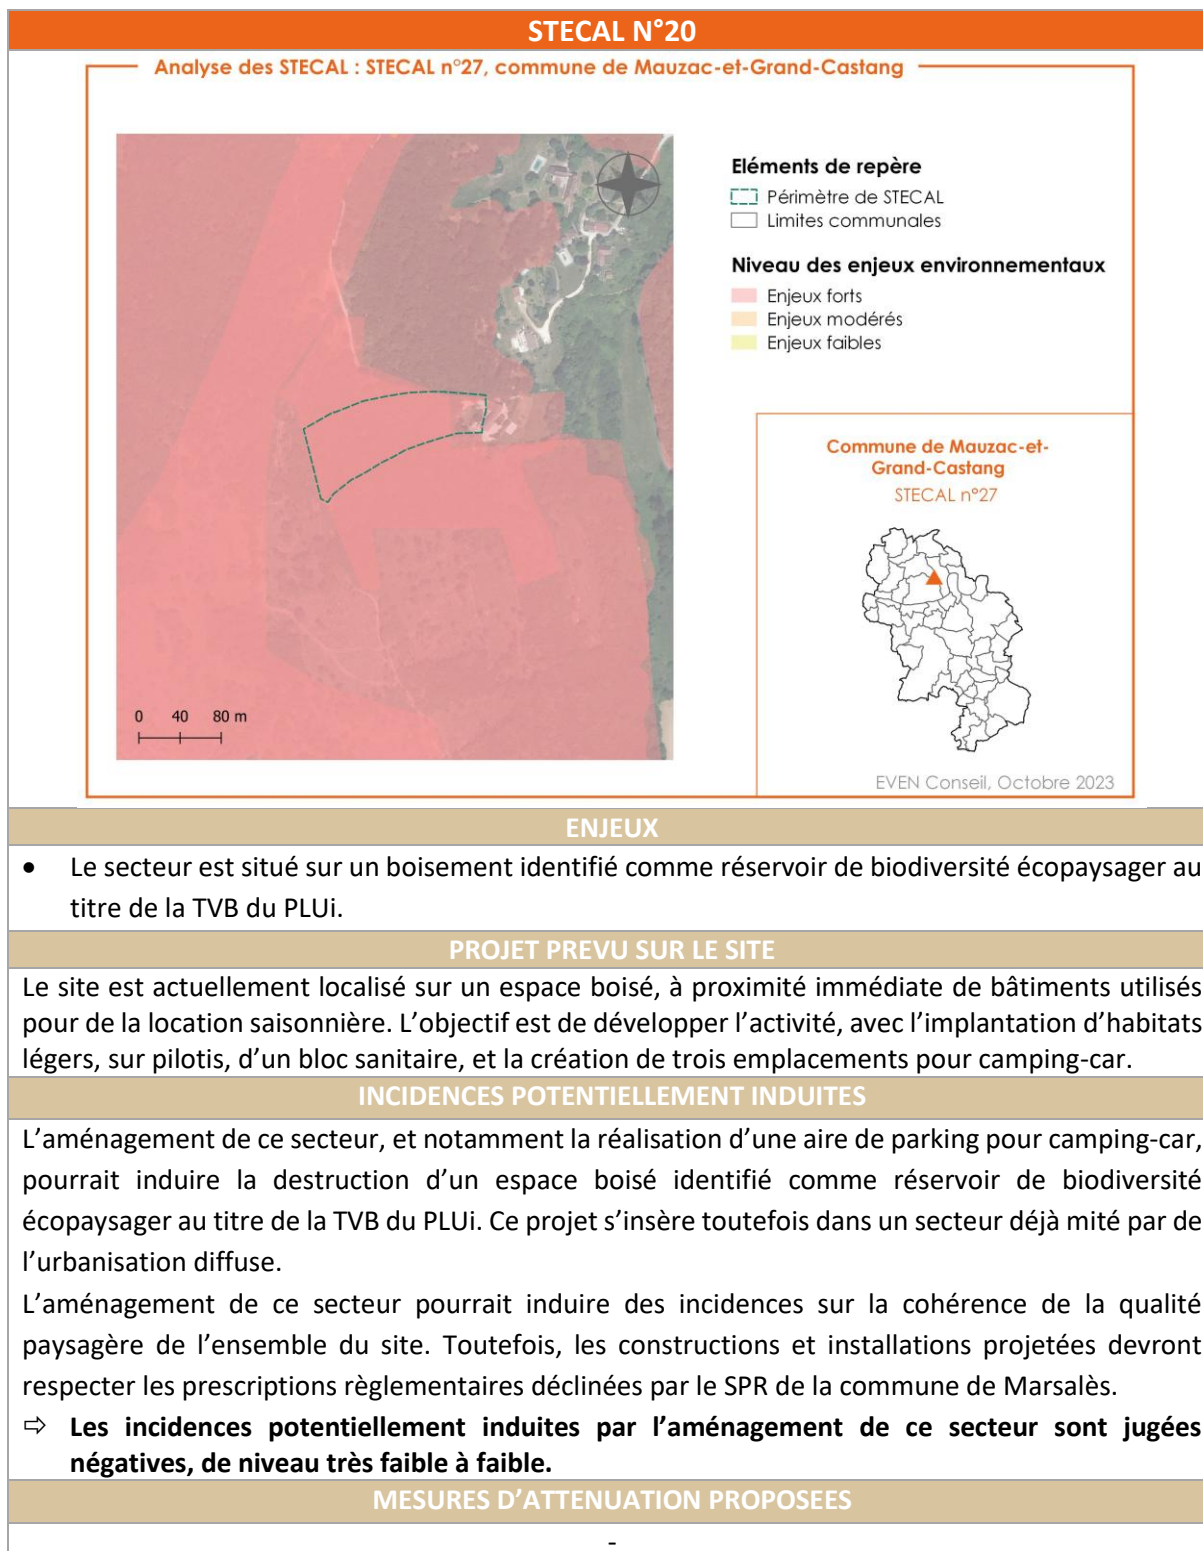 STECAL N°20
Analyse des STECAL : STECAL n°27, commune de Mauzac-et-Grand-Castang
Eléments de repère
Périmètre de STECAL
Limites communales
Niveau des enjeux environnementaux
Enjeux forts
Enjeux modérés
Enjeux faibles
0 40 80 m
Commune de Mauzac-et-
Grand-Castang
STECAL n°27
EVEN Conseil, Octobre 2023
ENJEUX
• Le secteur est situé sur un boisement identifié comme réservoir de biodiversité écopaysager au
titre de la TVB du PLUi.
PROJET PREVU SUR LE SITE
Le site est actuellement localisé sur un espace boisé, à proximité immédiate de bâtiments utilisés
pour de la location saisonnière. L’objectif est de développer l’activité, avec l’implantation d’habitats
légers, sur pilotis, d’un bloc sanitaire, et la création de trois emplacements pour camping-car.
INCIDENCES POTENTIELLEMENT INDUITES
L’aménagement de ce secteur, et notamment la réalisation d’une aire de parking pour camping-car,
pourrait induire la destruction d’un espace boisé identifié comme réservoir de biodiversité
écopaysager au titre de la TVB du PLUi. Ce projet s’insère toutefois dans un secteur déjà mité par de
l’urbanisation diffuse.
L’aménagement de ce secteur pourrait induire des incidences sur la cohérence de la qualité
paysagère de l’ensemble du site. Toutefois, les constructions et installations projetées devront
respecter les prescriptions règlementaires déclinées par le SPR de la commune de Marsalès.
⇨ Les incidences potentiellement induites par l’aménagement de ce secteur sont jugées
négatives, de niveau très faible à faible.
MESURES D’ATTENUATION PROPOSEES
-